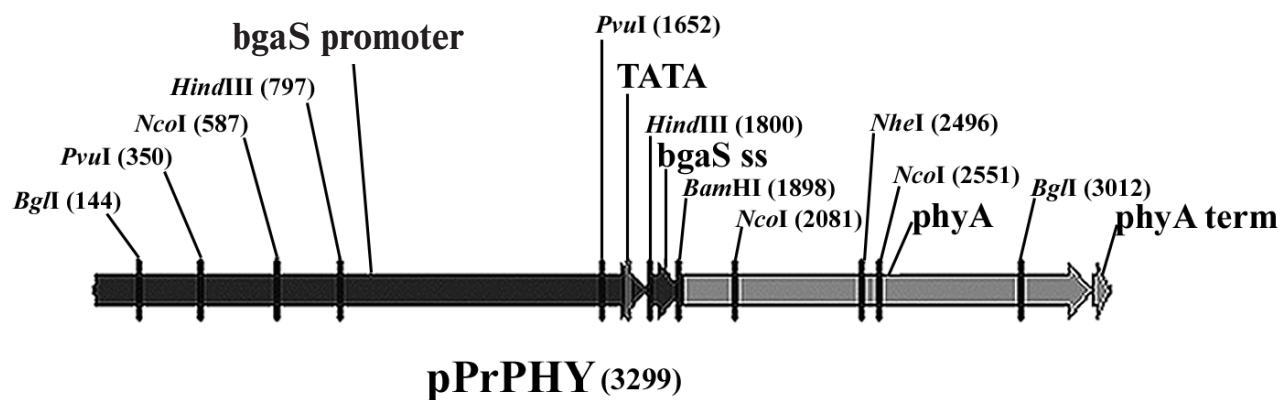 PvuI (1652)
bgaS promoter
TATA
HindIII (797)
NcoI (587)
HindIII (1800)
NheI (2496)
PvuI (350)
bgaS ss
NcoI (2551)
BglI (144)
BamHI (1898)
BglI (3012)
NcoI (2081)
phyA
phyA term
pPrPHY (3299)